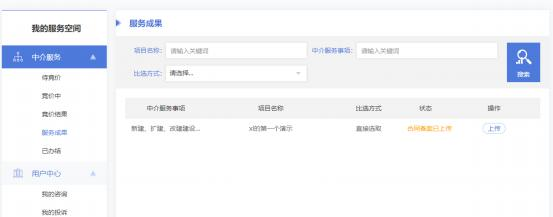 我的服务空间
中介服务
待竞价
竞价中
竞价结果
服务成果
已办结
用户中心
我的咨询
我的投诉
服务成果
项目名称: 请输入关键词 中介服务事项: 请输入关键词
比选方式: 请选择... 搜索
中介服务事项 项目名称 比选方式 状态 操作
新建、扩建、改建建设... xl的第一个演示 直接选取 合同备案已上传 上传